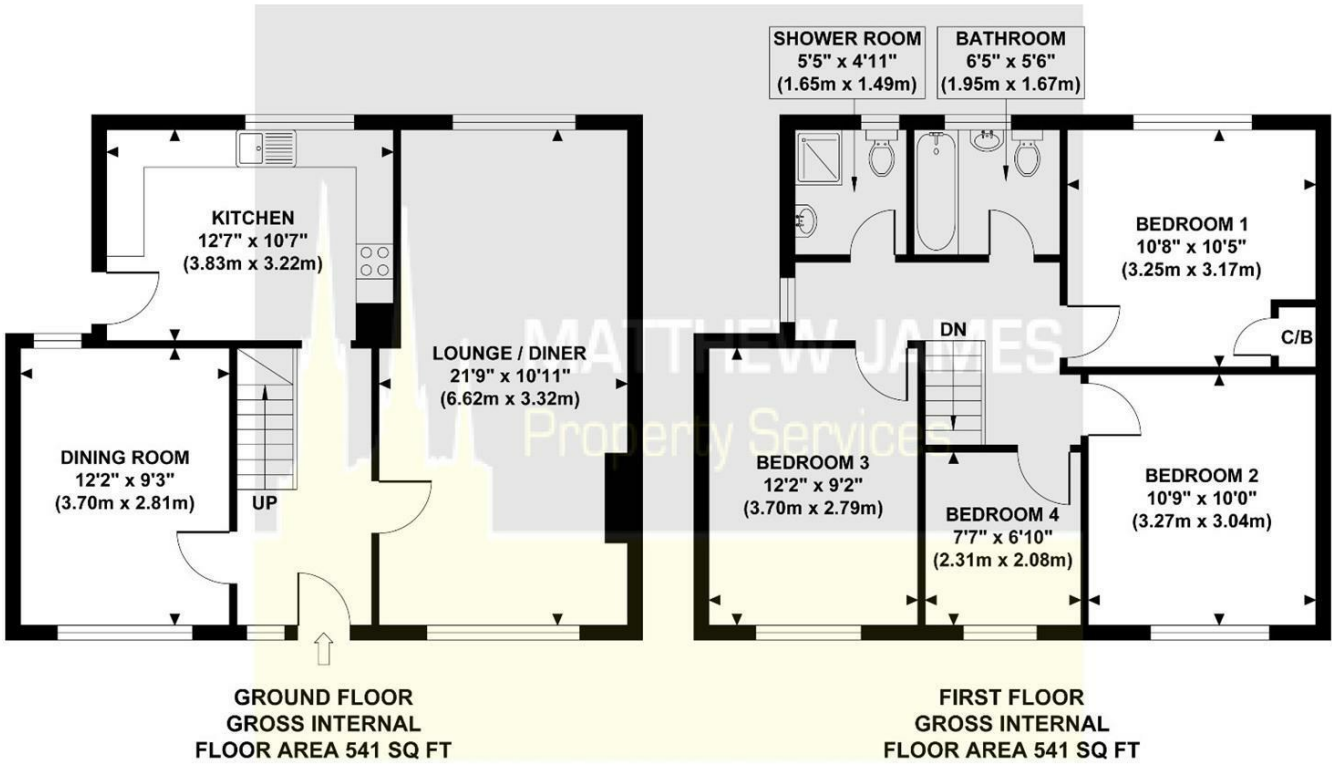 SHOWER ROOM
5'5" x 4'11"
(1.65m x 1.49m)
BATHROOM
6'5" x 5'6"
(1.95m x 1.67m)
KITCHEN
12'7" x 10'7"
(3.83m x 3.22m)
LOUNGE / DINER
21'9" x 10'11"
(6.62m x 3.32m)
DINING ROOM
12'2" x 9'3"
(3.70m x 2.81m)
UP
BEDROOM 1
10'8" x 10'5"
(3.25m x 3.17m)
C/B
DN
BEDROOM 3
12'2" x 9'2"
(3.70m x 2.79m)
BEDROOM 4
7'7" x 6'10"
(2.31m x 2.08m)
BEDROOM 2
10'9" x 10'0"
(3.27m x 3.04m)
MATTHEW JAMES
Property Services
GROUND FLOOR
GROSS INTERNAL
FLOOR AREA 541 SQ FT
FIRST FLOOR
GROSS INTERNAL
FLOOR AREA 541 SQ FT